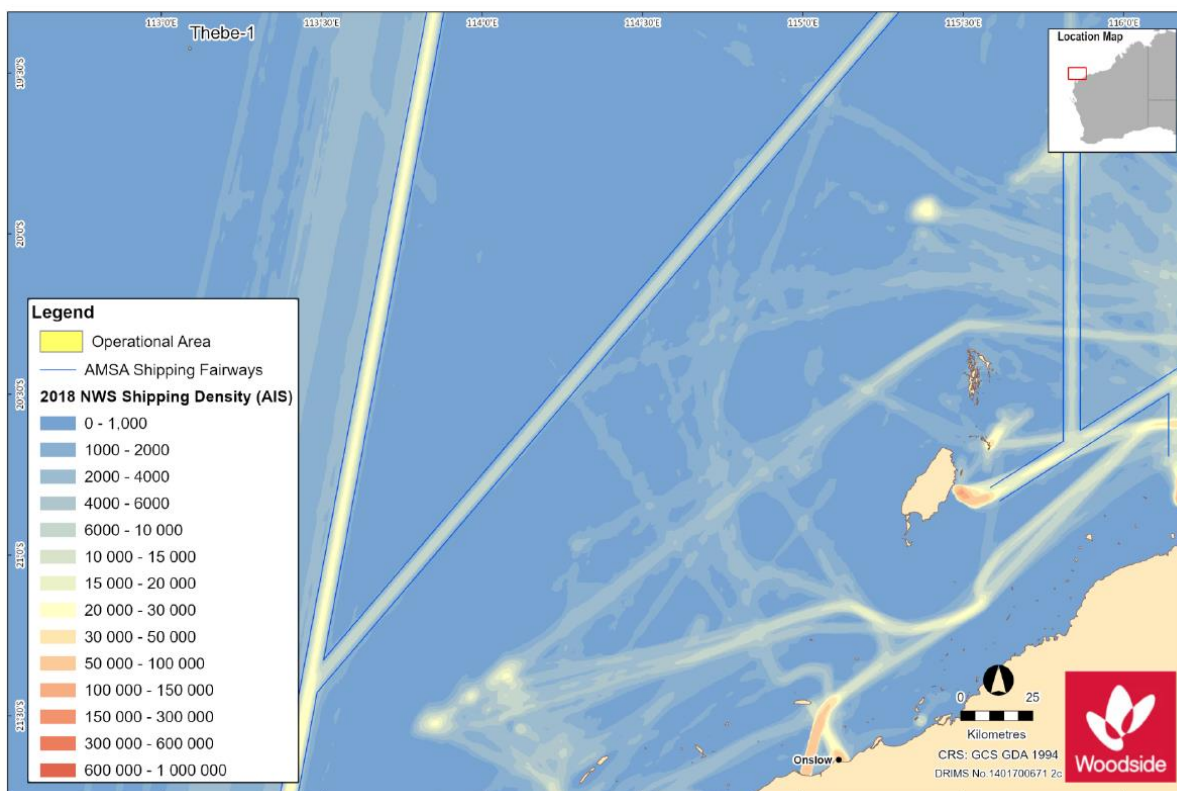 113°0'E
113°30'E
114°0'E
114°30'E
115°0'E
115°30'E
116°0'E
Thebe-1
Location Map
19°30'S
20°0'S
20°30'S
21°0'S
21°30'S
Legend
Operational Area
AMSA Shipping Fairways
2018 NWS Shipping Density (AIS)
0 - 1,000
1000 - 2000
2000 - 4000
4000 - 6000
6000 - 10 000
10 000 - 15 000
15 000 - 20 000
20 000 - 30 000
30 000 - 50 000
50 000 - 100 000
100 000 - 150 000
150 000 - 300 000
300 000 - 600 000
600 000 - 1 000 000
0 25
Kilometres
CRS: GCS GDA 1994
DRIMS No.1401700671.2c
Onslow
Woodside